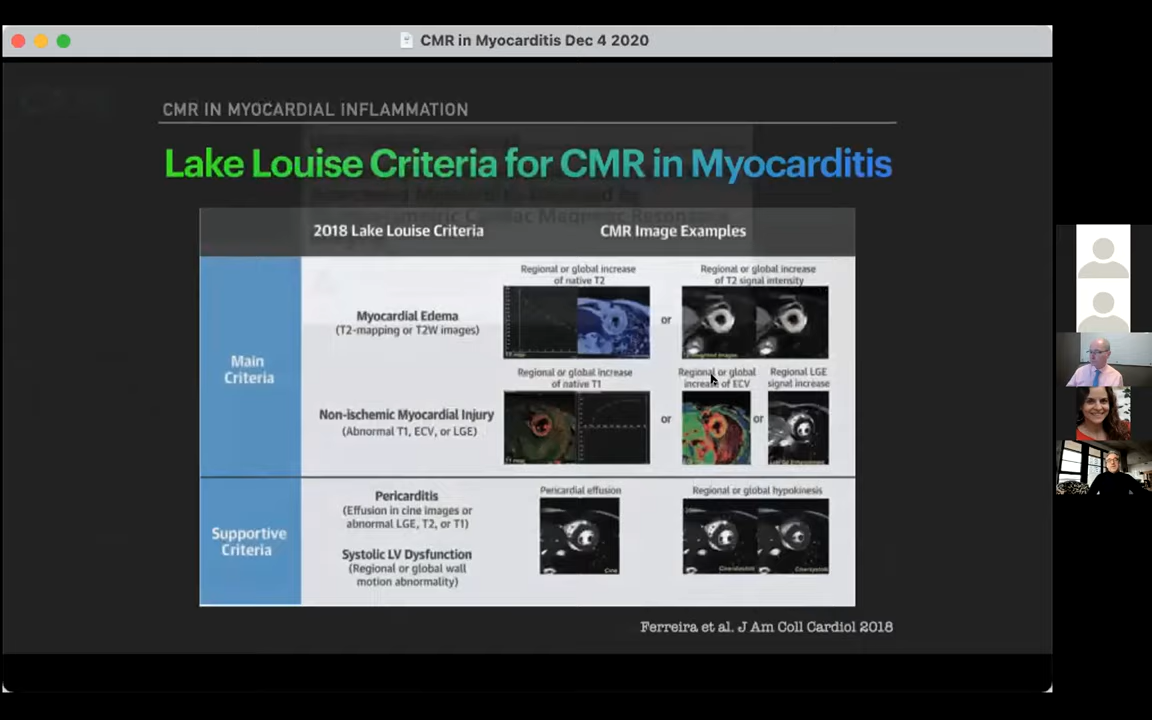 CMR in Myocarditis Dec 4 2020
CMR IN MYOCARDIAL INFLAMMATION
Lake Louise Criteria for CMR in Myocarditis
2018 Lake Louise Criteria
CMR Image Examples
Main
Criteria
Myocardial Edema
(T2-mapping or T2W images)
Regional or global increase
of native T2
or
Regional or global increase
of T2 signal intensity
Non-ischemic Myocardial Injury
(Abnormal T1, ECV, or LGE)
Regional or global increase
of native T1
or
Regional or global
increase of ECV
or
Regional LGE
signal increase
Supportive
Criteria
Pericarditis
(Effusion in cine images or
abnormal LGE, T2, or T1)
Systolic LV Dysfunction
(Regional or global wall
motion abnormality)
Pericardial effusion
Cine
Regional or global hypokinesis
Ferreira et al. J Am Coll Cardiol 2018